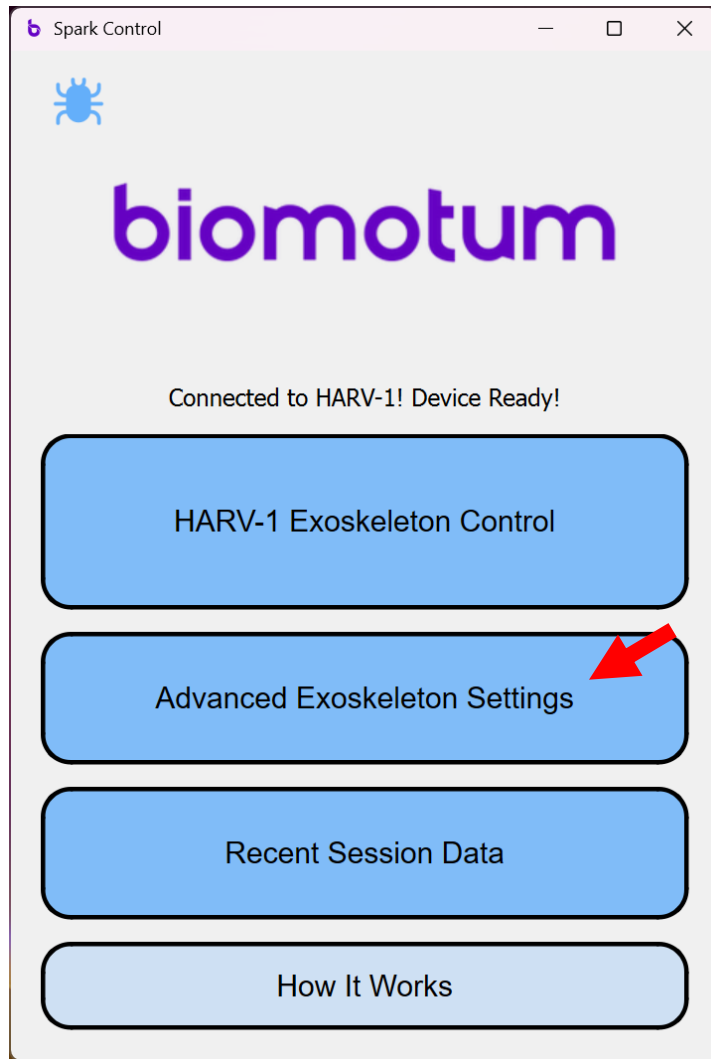 Spark Control
biomotum
Connected to HARV-1! Device Ready!
HARV-1 Exoskeleton Control
Advanced Exoskeleton Settings
Recent Session Data
How It Works